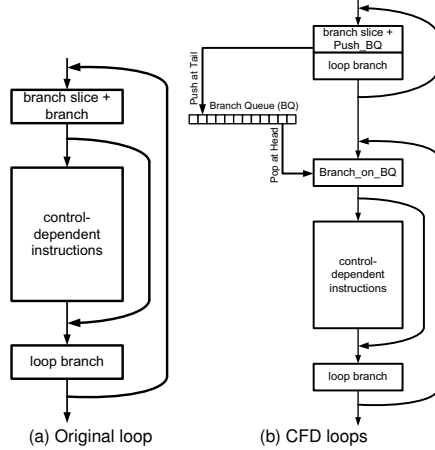 branch slice +
branch
control-
dependent
instructions
loop branch
(a) Original loop
branch slice +
Push_BQ
loop branch
Push at Tail
Branch Queue (BQ)
Pop at Head
Branch_on_BQ
control-
dependent
instructions
loop branch
(b) CFD loops